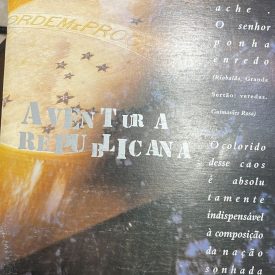 ORDEM E PRO
AVENTURA
REPUBLICANA
ache.
O senhor
ponha
enredo
(Riobaldo, Grande
Sertão: veredas.
Guimarães Rosa)
O colorido
desse caos
é absolu
tamente
indispensável
à composição
da nação
sonhada